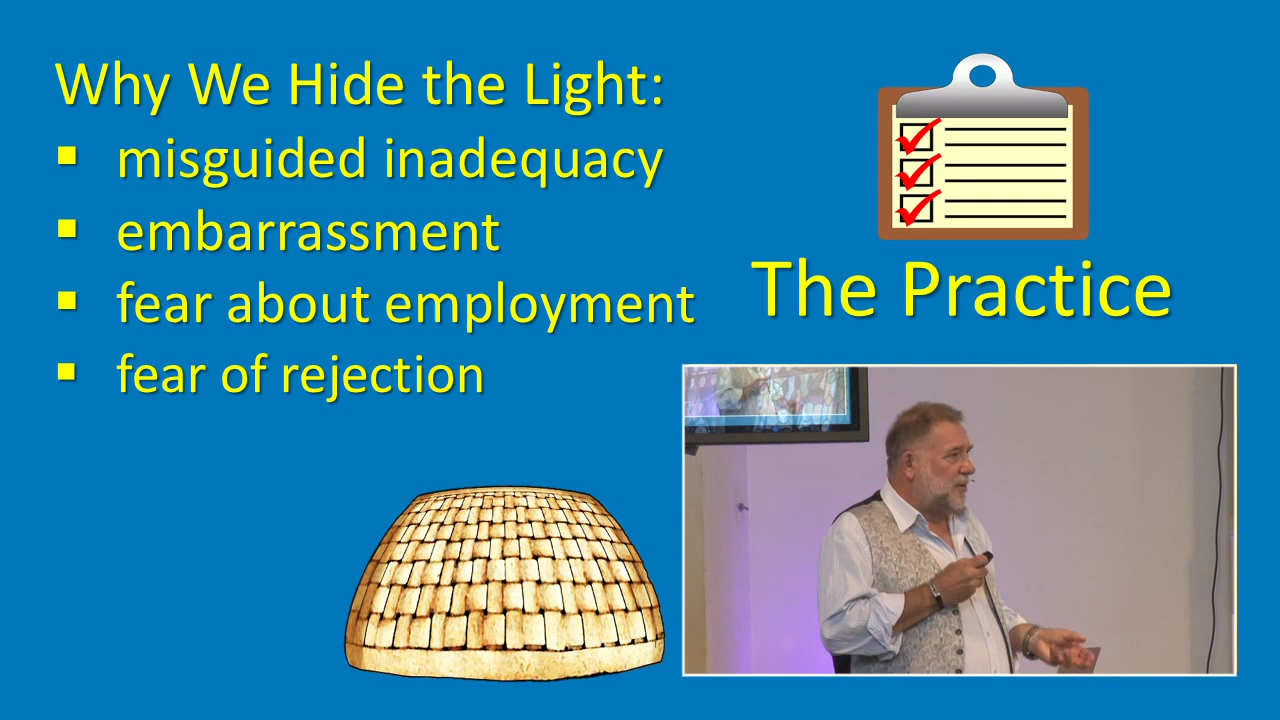 Why We Hide the Light:
▪ misguided inadequacy
▪ embarrassment
▪ fear about employment
▪ fear of rejection
The Practice